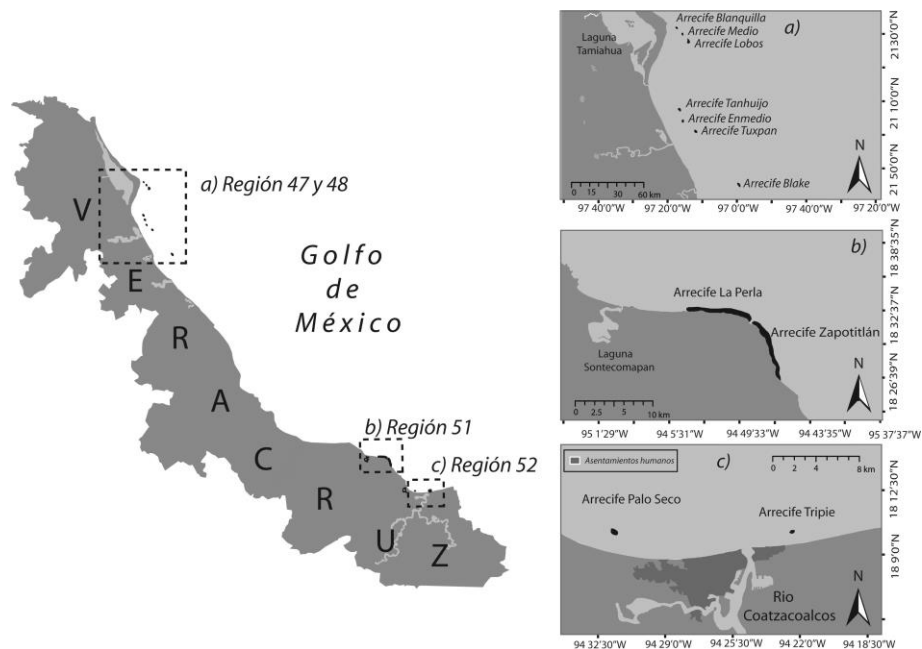 a) Región 47 y 48
Golfo
de
México
V
E
R
A
C
R
U
Z
b) Región 51
c) Región 52
a)
Arrecife Blanquilla
Arrecife Medio
Arrecife Lobos
Laguna
Tamiahua
Arrecife Tanhuijo
Arrecife Enmedio
Arrecife Tuxpan
Arrecife Blake
N
0 15 30 60 km
21 30'0"N
21 10'0"N
21 50'0"N
97 40'0"W 97 20'0"W 97 0'0"W 97 40'0"W 97 20'0"W
b)
Arrecife La Perla
Arrecife Zapotitlán
Laguna
Sontecomapan
N
0 2.5 5 10 km
18 38'35"N
18 32'37"N
18 26'39"N
95 1'29"W 94 5'31"W 94 49'33"W 94 43'35"W 95 37'37"W
c)
Asentamientos humanos
0 2 4 8 km
Arrecife Palo Seco
Arrecife Tripie
Rio
Coatzacoalcos
N
18 12'30"N
18 9'0"N
94 32'30"W 94 29'0"W 94 25'30"W 94 22'0"W 94 18'30"W